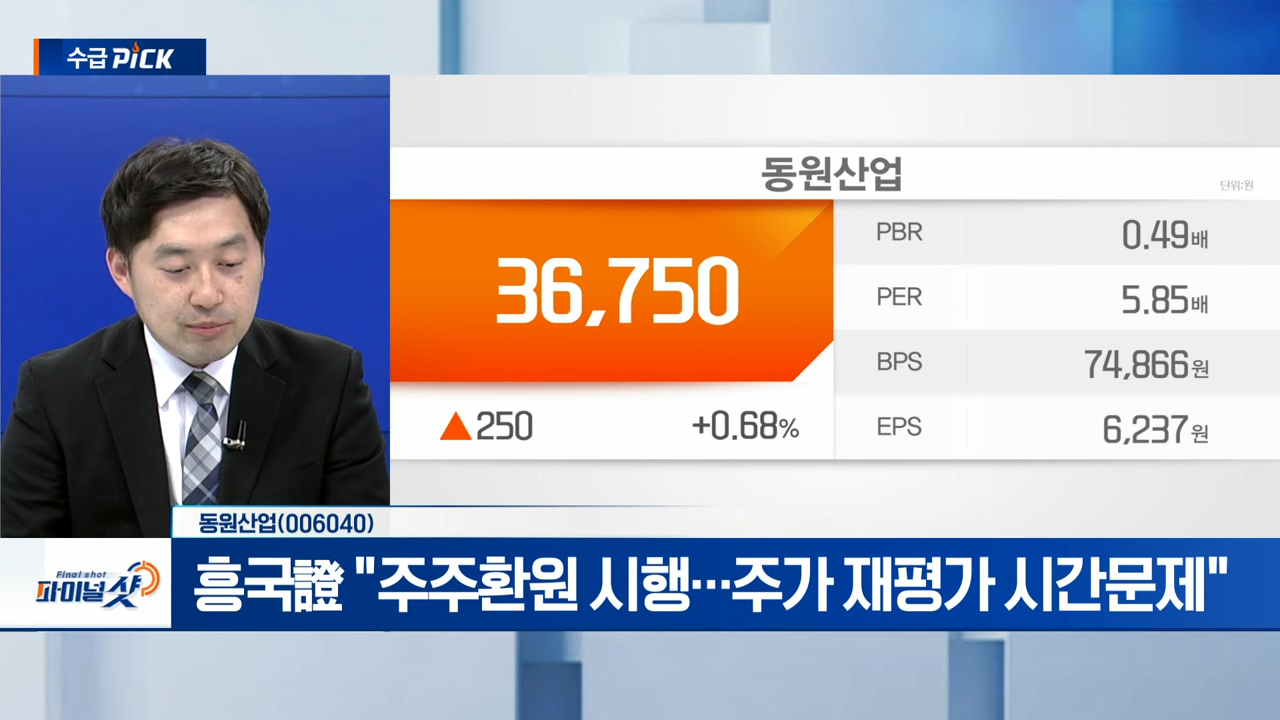 수급 PiCK
동원산업
단위:원
36,750
▲250 +0.68%
PBR 0.49배
PER 5.85배
BPS 74,866원
EPS 6,237원
동원산업(006040)
Final shot
파이널샷
흥국證 "주주환원 시행…주가 재평가 시간문제"